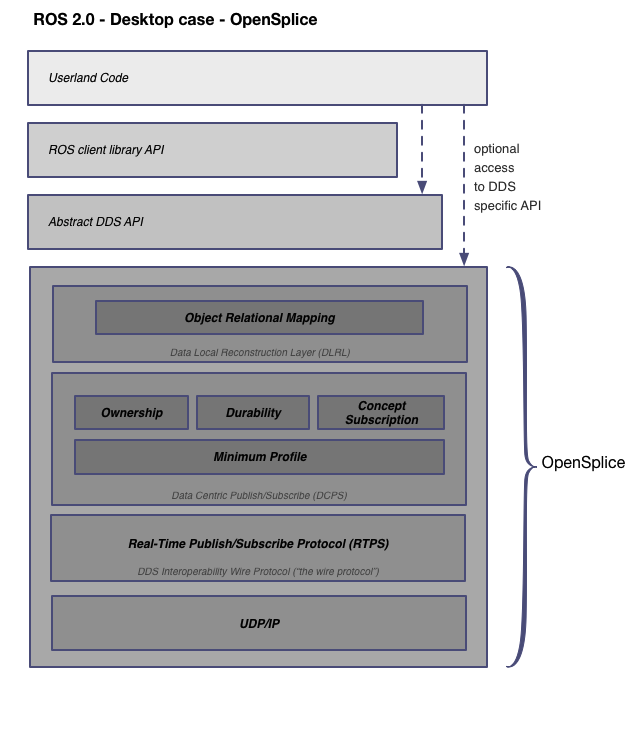 ROS 2.0 - Desktop case - OpenSplice
Userland Code
ROS client library API
optional
access
to DDS
specific API
Abstract DDS API
Object Relational Mapping
Data Local Reconstruction Layer (DLRL)
Ownership
Durability
Concept
Subscription
Minimum Profile
Data Centric Publish/Subscribe (DCPS)
OpenSplice
Real-Time Publish/Subscribe Protocol (RTPS)
DDS Interoperability Wire Protocol ("the wire protocol")
UDP/IP